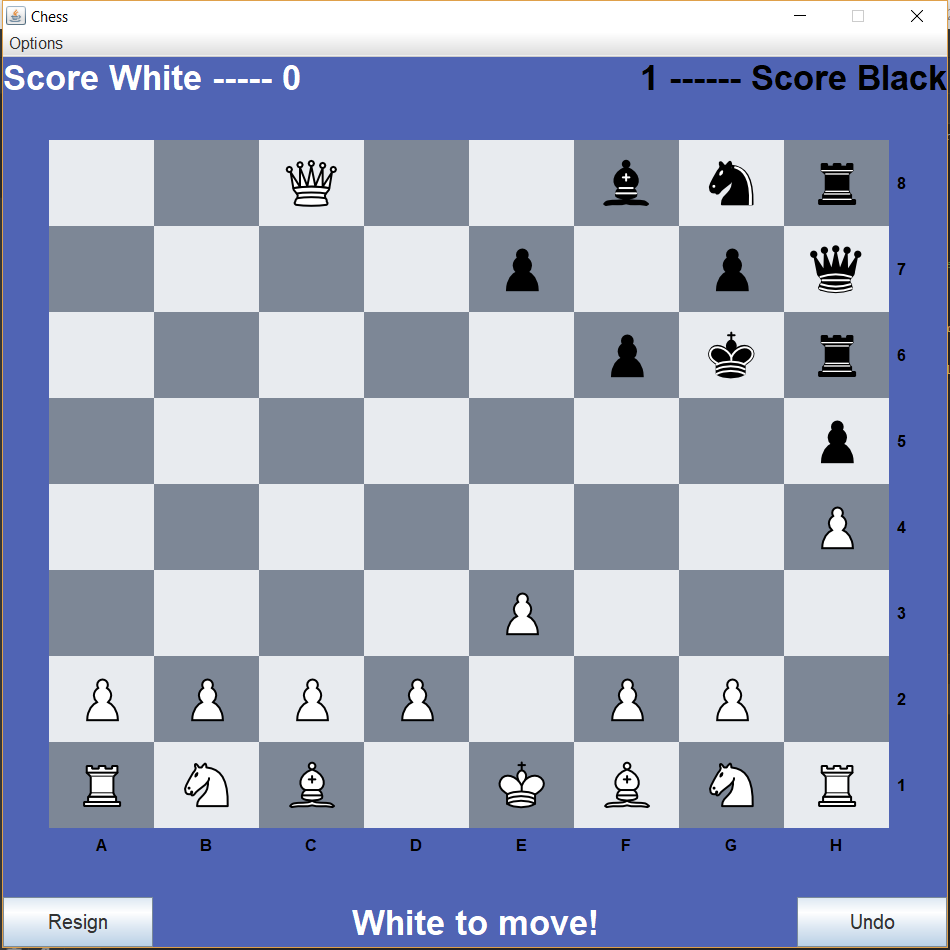 Chess
Options
Score White ----- 0
1 ------ Score Black
8
7
6
5
4
3
2
1
A B C D E F G H
Resign
White to move!
Undo